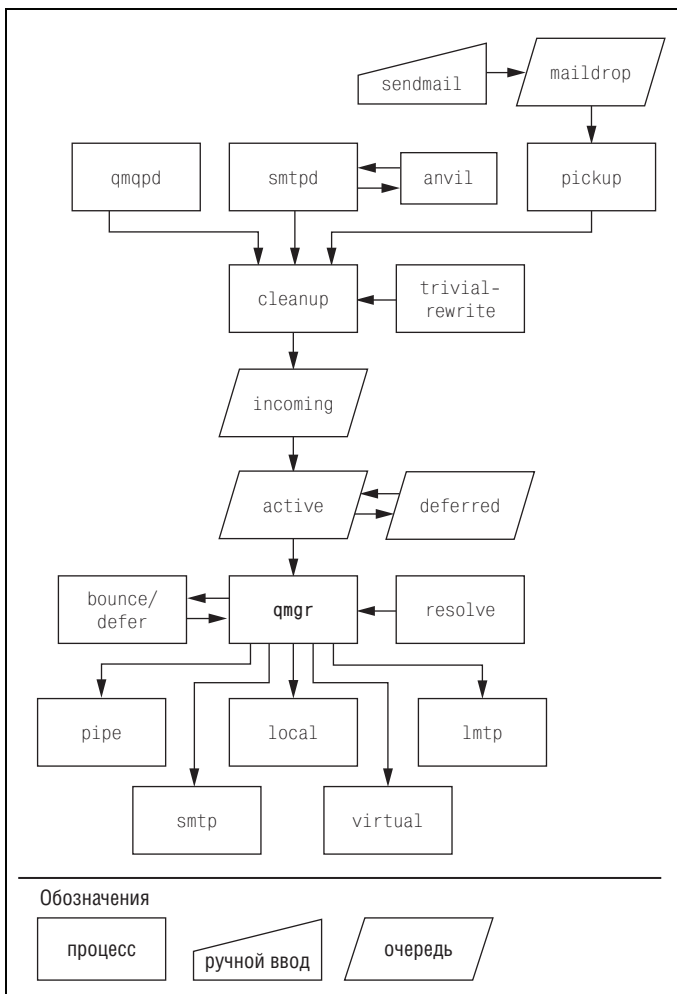 sendmail
maildrop
qmqpd
smtpd
anvil
pickup
cleanup
trivial-
rewrite
incoming
active
deferred
bounce/
defer
qmgr
resolve
pipe
local
lmtp
smtp
virtual
Обозначения
процесс
ручной ввод
очередь